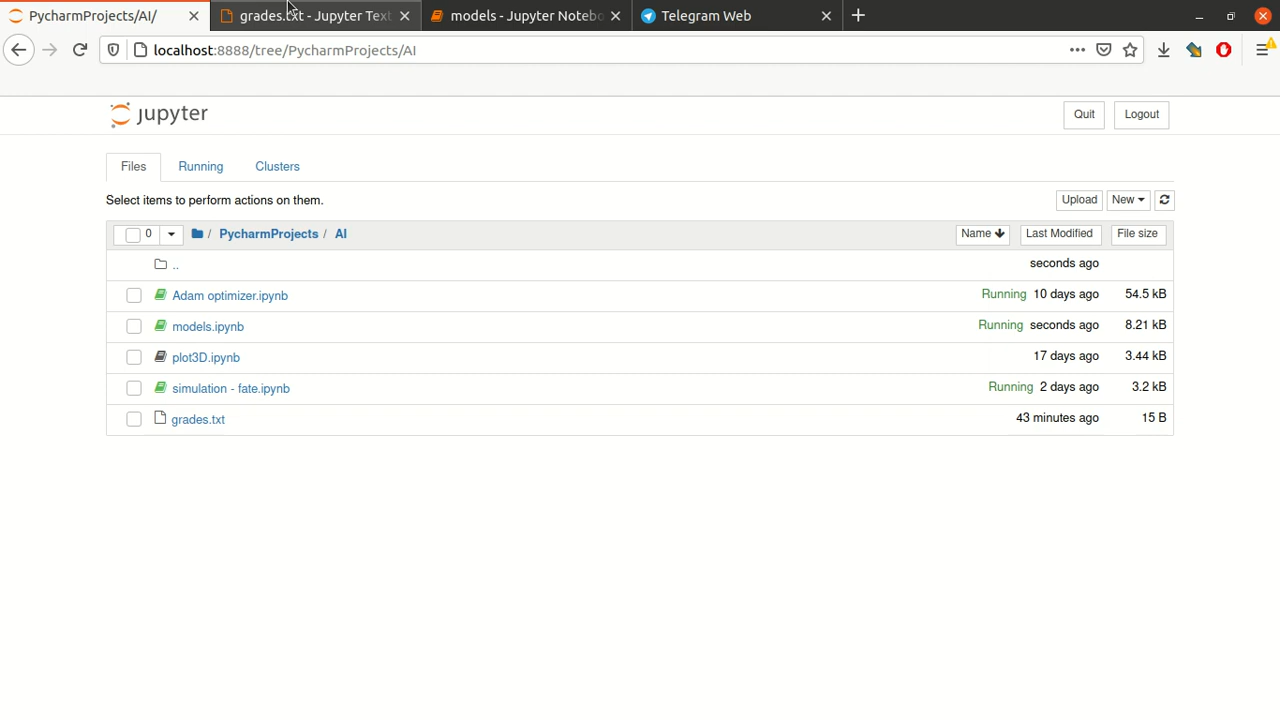 PycharmProjects/AI/
grades.txt - Jupyter Text
models - Jupyter Notebo
Telegram Web
localhost:8888/tree/PycharmProjects/AI
jupyter
Quit
Logout
Files
Running
Clusters
Select items to perform actions on them.
Upload
New
0
/ PycharmProjects / AI
Name
Last Modified
File size
..
seconds ago
Adam optimizer.ipynb
Running 10 days ago
54.5 kB
models.ipynb
Running seconds ago
8.21 kB
plot3D.ipynb
17 days ago
3.44 kB
simulation - fate.ipynb
Running 2 days ago
3.2 kB
grades.txt
43 minutes ago
15 B